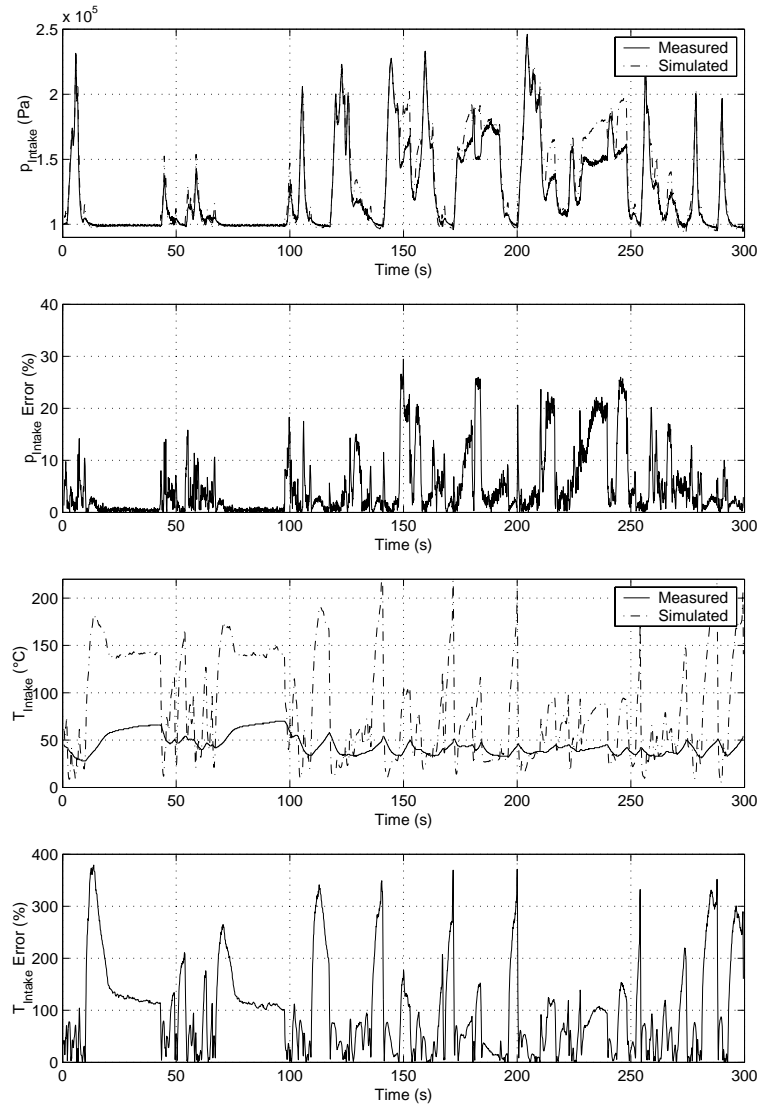 x 10^5
2.5
2
1.5
1
p_Intake (Pa)
Measured
Simulated
0 50 100 150 200 250 300
Time (s)
40
30
20
10
0
p_Intake Error (%)
0 50 100 150 200 250 300
Time (s)
200
150
100
50
0
T_Intake (°C)
Measured
Simulated
0 50 100 150 200 250 300
Time (s)
400
300
200
100
0
T_Intake Error (%)
0 50 100 150 200 250 300
Time (s)